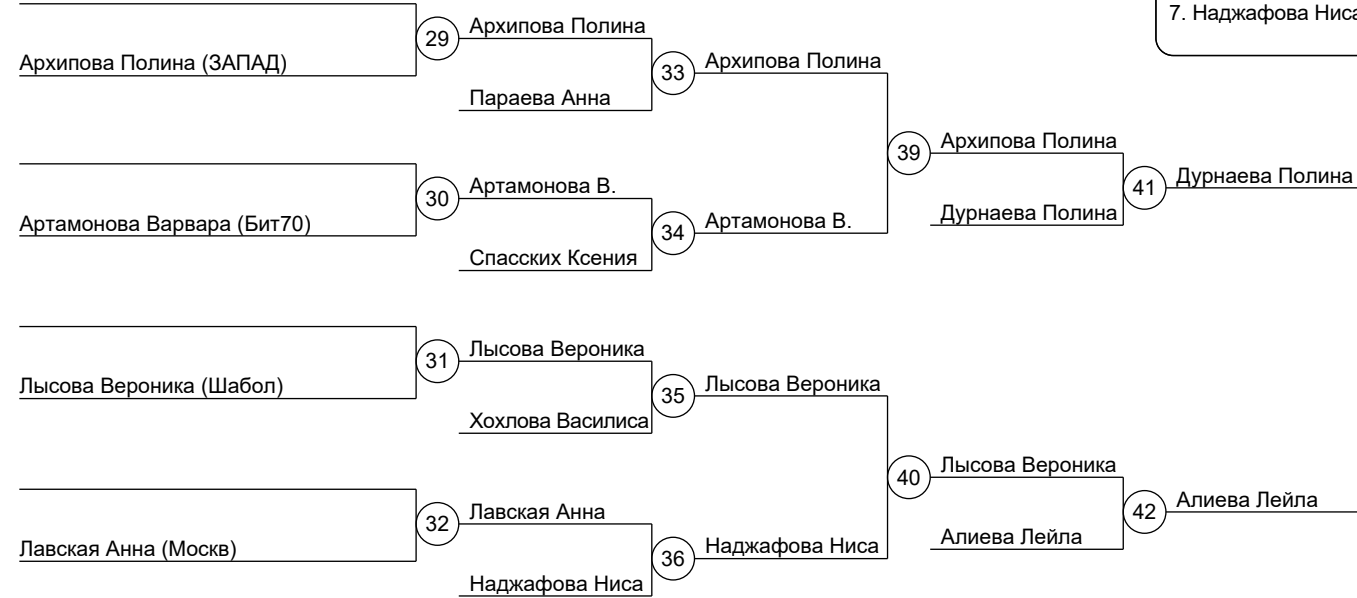 7. Наджафова Ниса
29
Архипова Полина
Архипова Полина (ЗАПАД)
33
Архипова Полина
Параева Анна
39
Архипова Полина
41
Дурнаева Полина
30
Артамонова В.
Артамонова Варвара (Бит70)
34
Артамонова В.
Дурнаева Полина
Спасских Ксения
31
Лысова Вероника
Лысова Вероника (Шабол)
35
Лысова Вероника
Хохлова Василиса
40
Лысова Вероника
42
Алиева Лейла
32
Лавская Анна
Лавская Анна (Москв)
36
Наджафова Ниса
Алиева Лейла
Наджафова Ниса